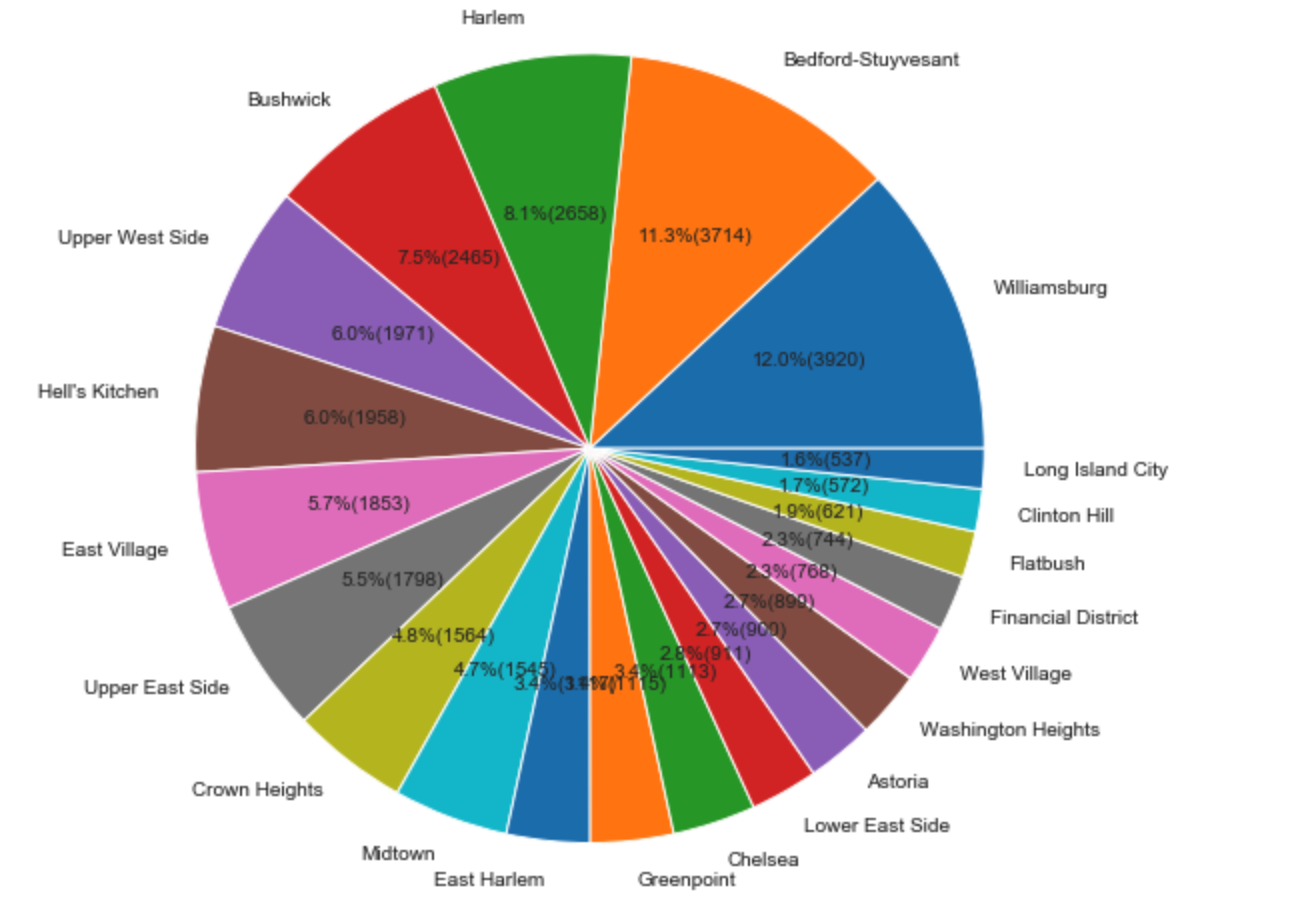 Harlem
Bedford-Stuyvesant
Bushwick
8.1%(2658)
11.3%(3714)
Upper West Side
7.5%(2465)
Williamsburg
6.0%(1971)
12.0%(3920)
Hell's Kitchen
6.0%(1958)
1.6%(537)
Long Island City
1.7%(572)
5.7%(1853)
1.9%(621)
Clinton Hill
2.3%(744)
East Village
Flatbush
5.5%(1798)
2.3%(768)
2.7%(899)
Financial District
4.8%(1564)
2.7%(900)
2.8%(911)
4.7%(1545)
3.4%(1113)
West Village
Upper East Side
3.4%(1115)
Washington Heights
Crown Heights
Astoria
Lower East Side
Midtown
Chelsea
East Harlem
Greenpoint